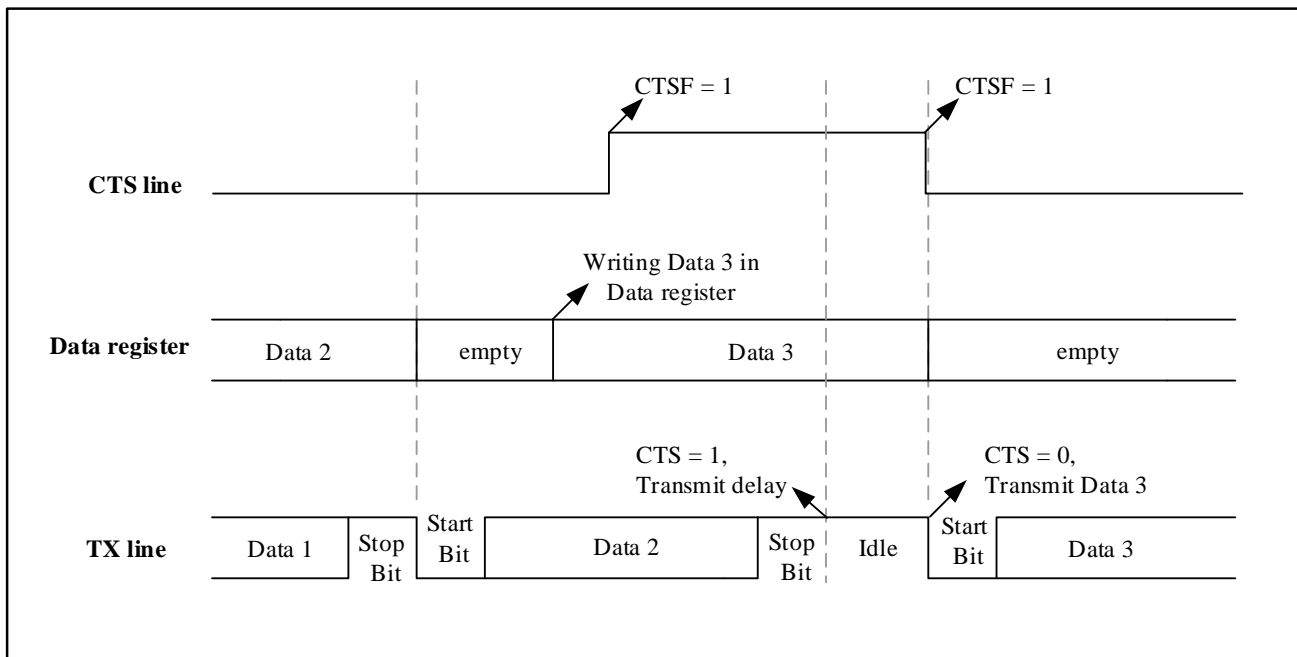 CTSF = 1
CTSF = 1
CTS line
Writing Data 3 in
Data register
Data register
Data 2
empty
Data 3
empty
CTS = 1,
Transmit delay
CTS = 0,
Transmit Data 3
TX line
Data 1
Stop
Bit
Start
Bit
Data 2
Stop
Bit
Idle
Start
Bit
Data 3